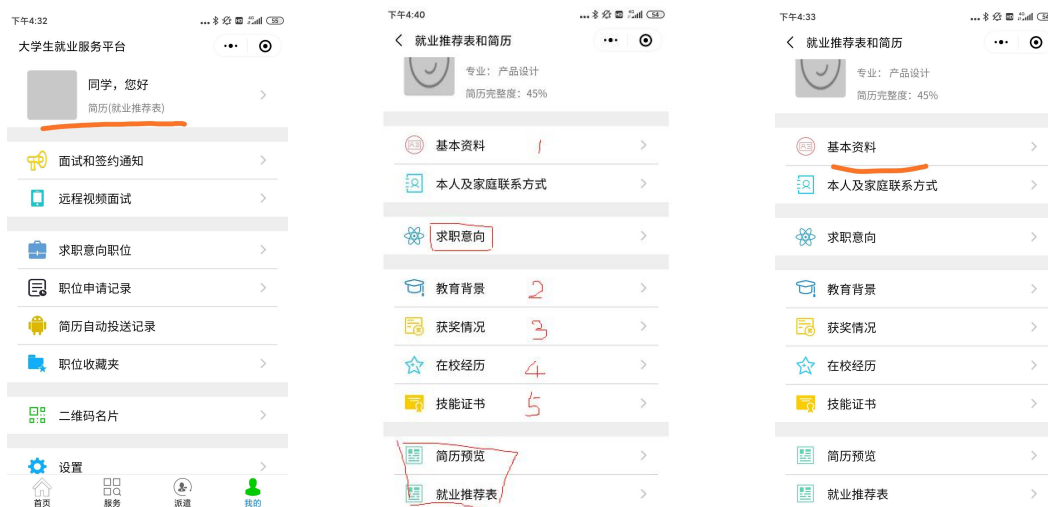 下午4:32
55
大学生就业服务平台
同学，您好
简历(就业推荐表)
面试和签约通知
远程视频面试
求职意向职位
职位申请记录
简历自动投送记录
职位收藏夹
二维码名片
设置
首页
服务
派遣
我的
下午4:40
54
就业推荐表和简历
专业： 产品设计
简历完整度：45%
基本资料 1
本人及家庭联系方式
求职意向
教育背景 2
获奖情况 3
在校经历 4
技能证书 5
简历预览
就业推荐表
下午4:33
就业推荐表和简历
专业： 产品设计
简历完整度：45%
基本资料
本人及家庭联系方式
求职意向
教育背景
获奖情况
在校经历
技能证书
简历预览
就业推荐表